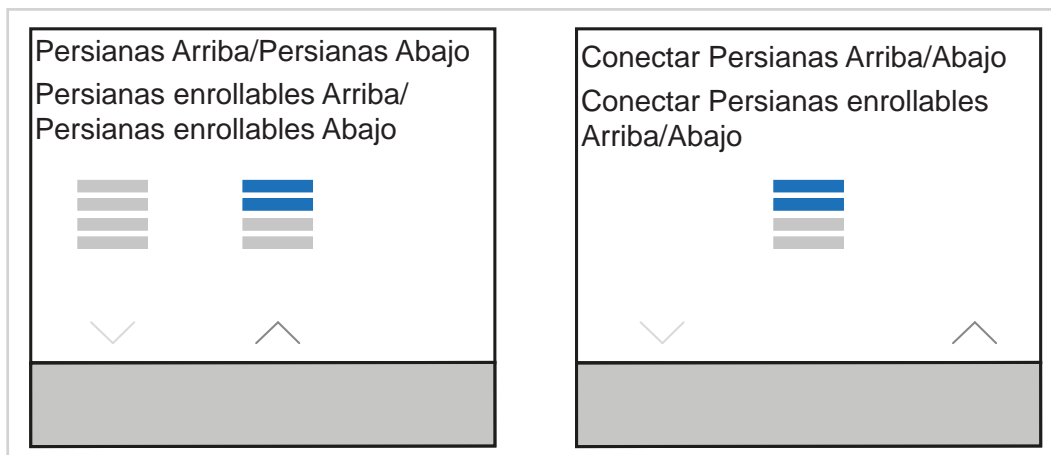 Persianas Arriba/Persianas Abajo
Persianas enrollables Arriba/
Persianas enrollables Abajo
Conectar Persianas Arriba/Abajo
Conectar Persianas enrollables
Arriba/Abajo